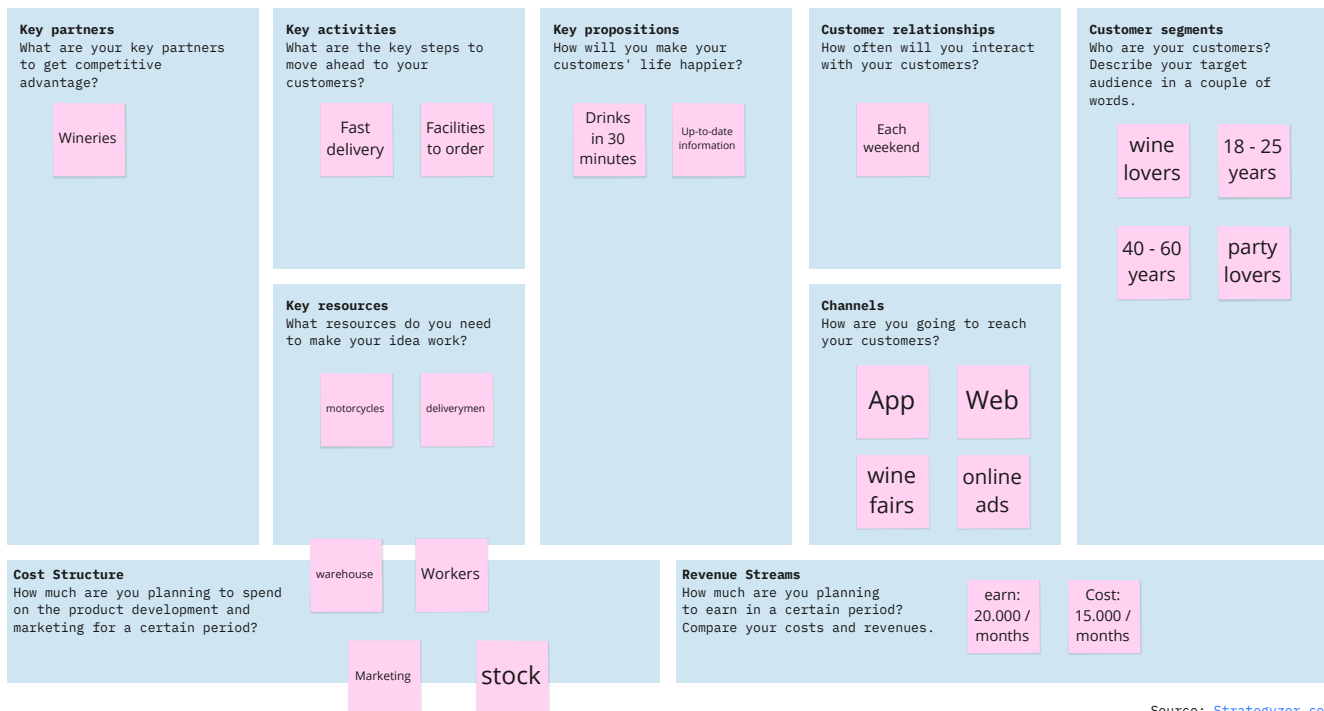 Key partners
What are your key partners
to get competitive
advantage?
Wineries
Key activities
What are the key steps to
move ahead to your
customers?
Fast
delivery
Facilities
to order
Key resources
What resources do you need
to make your idea work?
motorcycles
deliverymen
Key propositions
How will you make your
customers' life happier?
Drinks
in 30
minutes
Up-to-date
information
Customer relationships
How often will you interact
with your customers?
Each
weekend
Channels
How are you going to reach
your customers?
App
Web
wine
fairs
online
ads
Customer segments
Who are your customers?
Describe your target
audience in a couple of
words.
wine
lovers
18 - 25
years
40 - 60
years
party
lovers
Cost Structure
How much are you planning to spend
on the product development and
marketing for a certain period?
warehouse
Workers
Marketing
stock
Revenue Streams
How much are you planning
to earn in a certain period?
Compare your costs and revenues.
earn:
20.000 /
months
Cost:
15.000 /
months
Source: Strategyzer.co